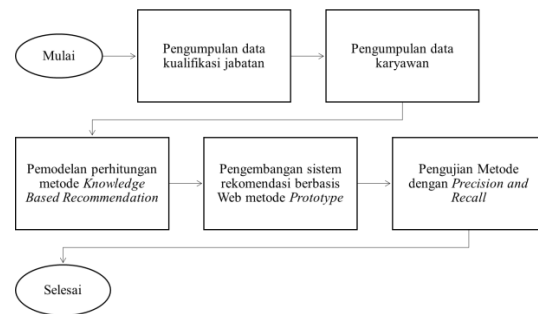 Mulai
Pengumpulan data
kualifikasi jabatan
Pengumpulan data
karyawan
Pemodelan perhitungan
metode Knowledge
Based Recommendation
Pengembangan sistem
rekomendasi berbasis
Web metode Prototype
Pengujian Metode
dengan Precision and
Recall
Selesai